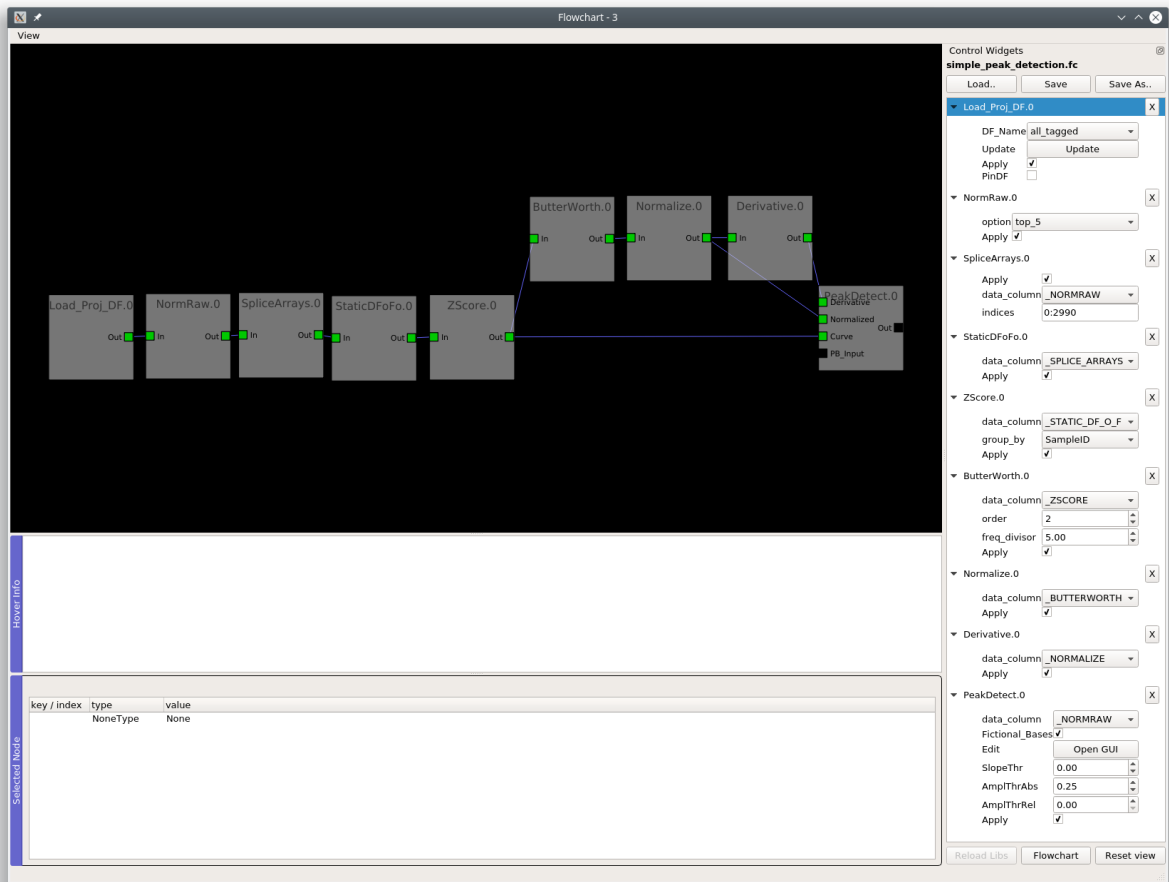 Flowchart - 3
View
ButterWorth.0
In
Out
Normalize.0
In
Out
Derivative.0
In
Out
Load_Proj_DF.0
Out
NormRaw.0
In
Out
SpliceArrays.0
In
Out
StaticDFoFo.0
In
Out
ZScore.0
In
Out
PeakDetect.0
Derivative
Normalized
Out
Curve
PB_Input
Hover Info
Selected Node
key / index type value
NoneType None
Control Widgets
simple_peak_detection.fc
Load.. Save Save As..
Load_Proj_DF.0 X
DF_Name all_tagged
Update Update
Apply
PinDF
NormRaw.0 X
option top_5
Apply
SpliceArrays.0 X
Apply
data_column _NORMRAW
indices 0:2990
StaticDFoFo.0 X
data_column _SPLICE_ARRAYS
Apply
ZScore.0 X
data_column _STATIC_DF_O_F
group_by SampleID
Apply
ButterWorth.0 X
data_column _ZSCORE
order 2
freq_divisor 5.00
Apply
Normalize.0 X
data_column _BUTTERWORTH
Apply
Derivative.0 X
data_column _NORMALIZE
Apply
PeakDetect.0 X
data_column _NORMRAW
Fictional_Bases
Edit Open GUI
SlopeThr 0.00
AmplThrAbs 0.25
AmplThrRel 0.00
Apply
Reload Libs Flowchart Reset view